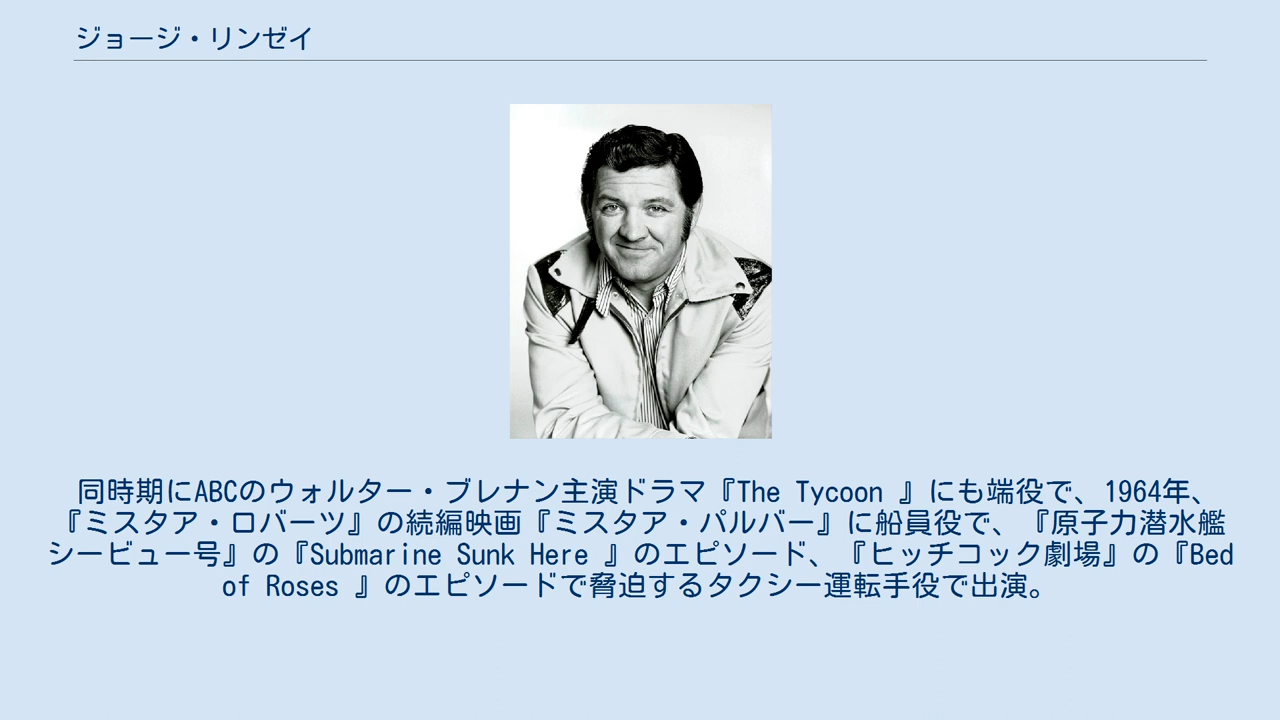 ジョージ・リンゼイ
同時期にABCのウォルター・ブレナン主演ドラマ『The Tycoon 』にも端役で、1964年、
『ミスタア・ロバーツ』の続編映画『ミスタア・パルバー』に船員役で、『原子力潜水艦
シービュー号』の『Submarine Sunk Here 』のエピソード、『ヒッチコック劇場』の『Bed
of Roses 』のエピソードで脅迫するタクシー運転手役で出演。